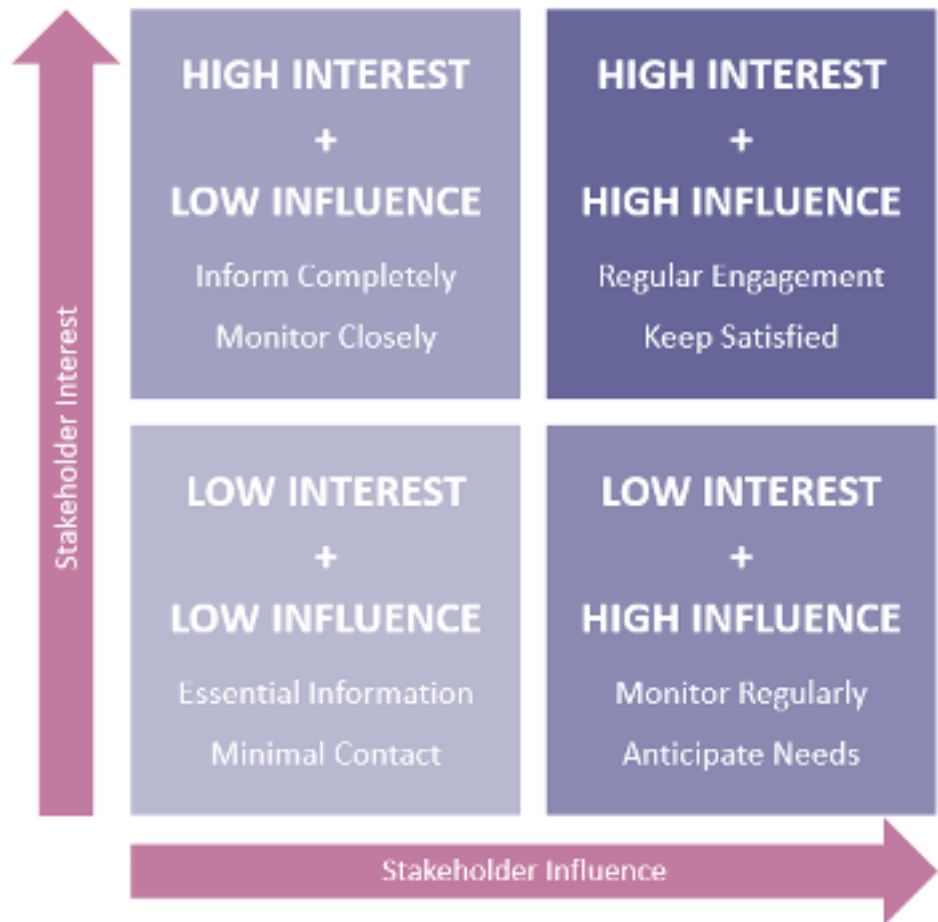 Stakeholder Interest
HIGH INTEREST
+
LOW INFLUENCE
Inform Completely
Monitor Closely
HIGH INTEREST
+
HIGH INFLUENCE
Regular Engagement
Keep Satisfied
LOW INTEREST
+
LOW INFLUENCE
Essential Information
Minimal Contact
LOW INTEREST
+
HIGH INFLUENCE
Monitor Regularly
Anticipate Needs
Stakeholder Influence